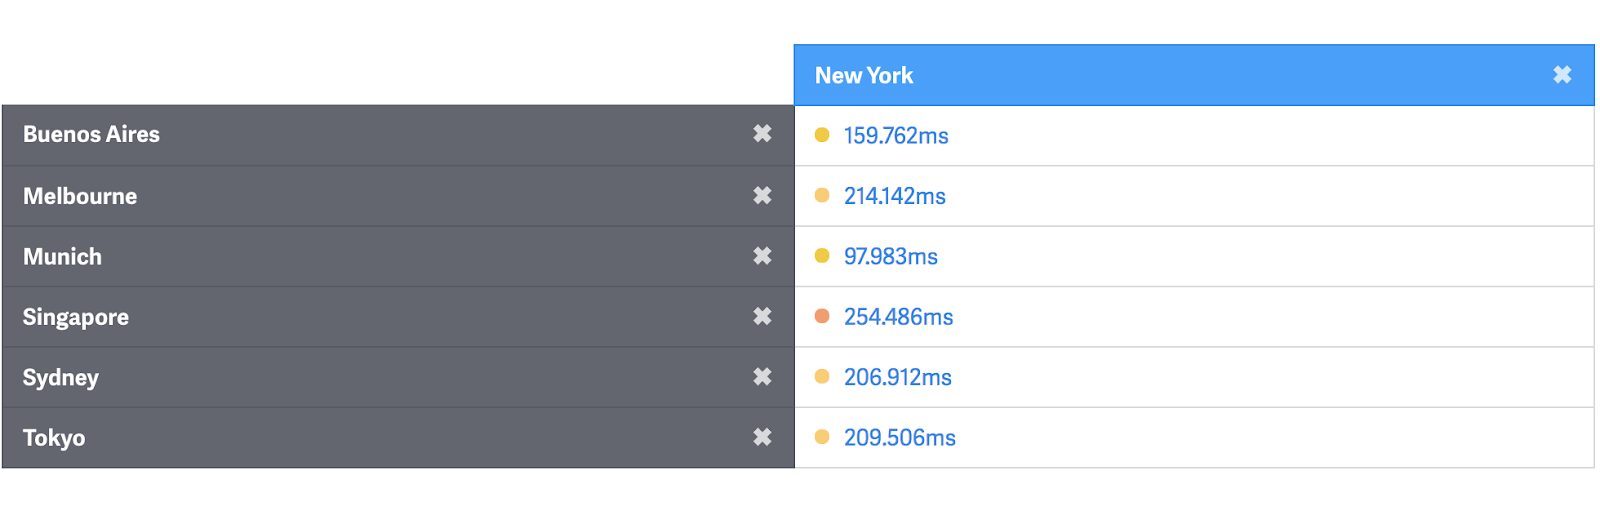 New York ✖
Buenos Aires ✖ 159.762ms
Melbourne ✖ 214.142ms
Munich ✖ 97.983ms
Singapore ✖ 254.486ms
Sydney ✖ 206.912ms
Tokyo ✖ 209.506ms